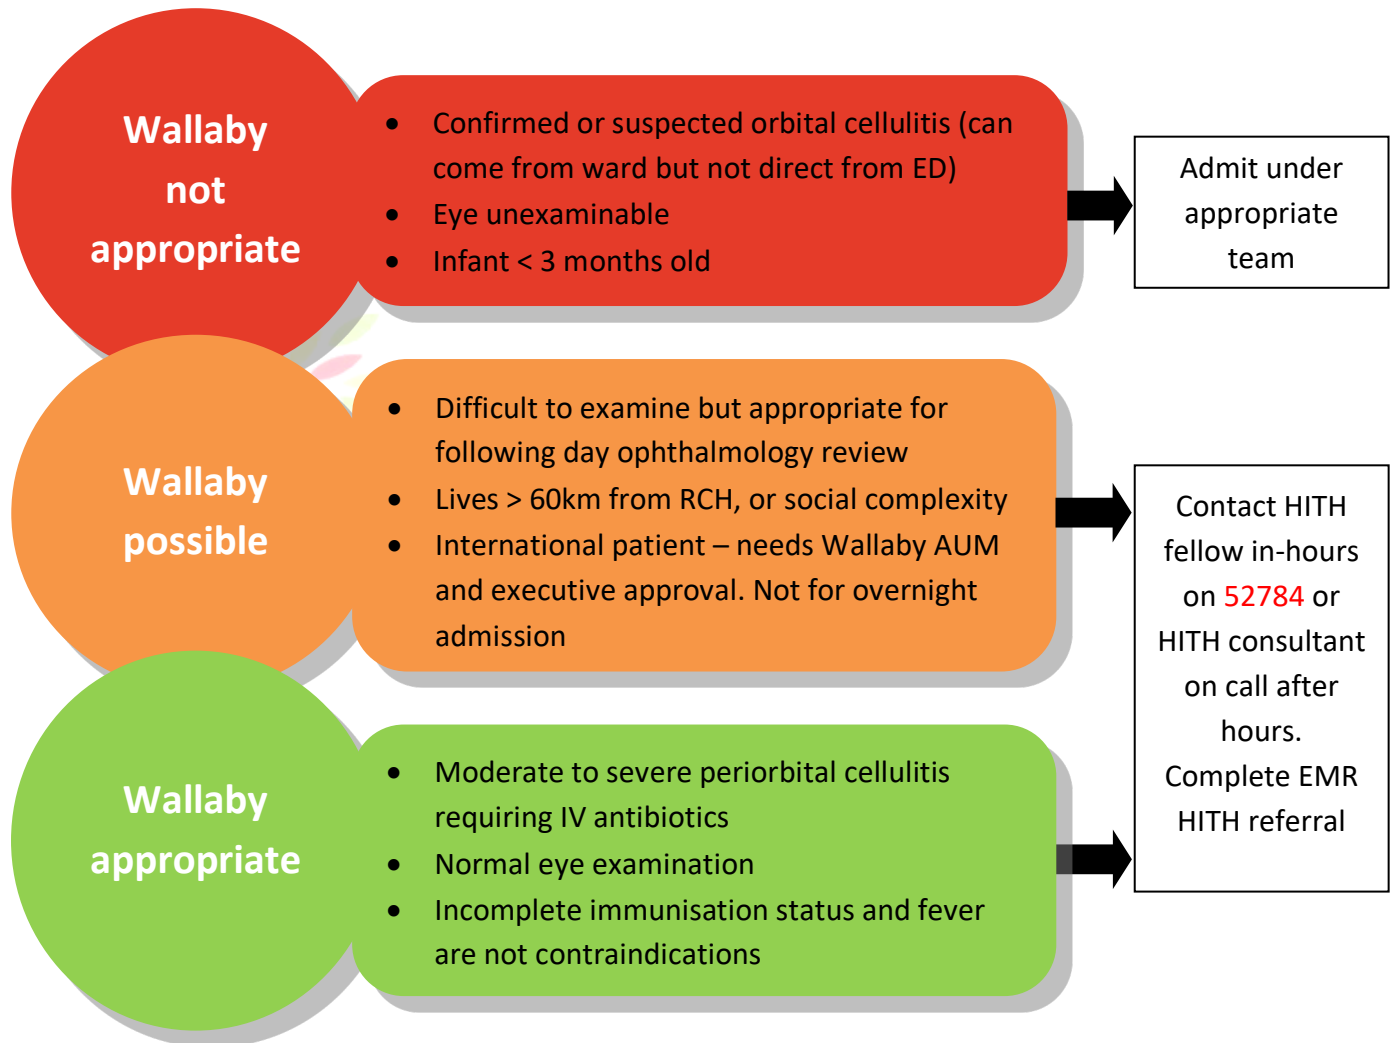 Wallaby
not
appropriate
• Confirmed or suspected orbital cellulitis (can
come from ward but not direct from ED)
• Eye unexaminable
• Infant < 3 months old
Admit under
appropriate
team
Wallaby
possible
• Difficult to examine but appropriate for
following day ophthalmology review
• Lives > 60km from RCH, or social complexity
• International patient – needs Wallaby AUM
and executive approval. Not for overnight
admission
Contact HITH
fellow in-hours
on 52784 or
HITH consultant
on call after
hours.
Complete EMR
HITH referral
Wallaby
appropriate
• Moderate to severe periorbital cellulitis
requiring IV antibiotics
• Normal eye examination
• Incomplete immunisation status and fever
are not contraindications